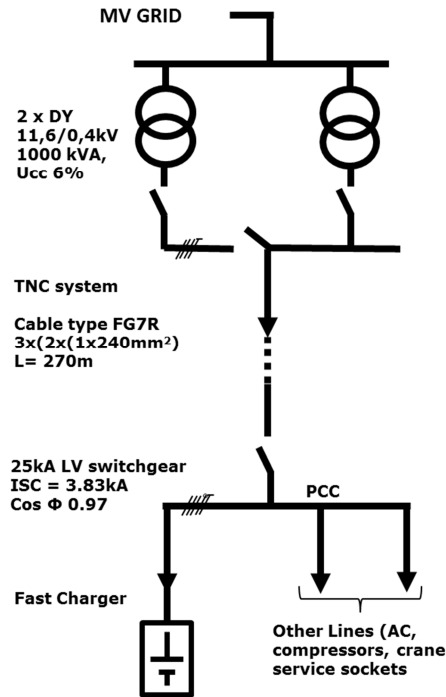 MV GRID
2 x DY
11,6/0,4kV
1000 kVA,
Ucc 6%
TNC system
Cable type FG7R
3x(2x(1x240mm²)
L= 270m
25kA LV switchgear
ISC = 3.83kA
Cos Φ 0.97
PCC
Fast Charger
Other Lines (AC,
compressors, crane
service sockets